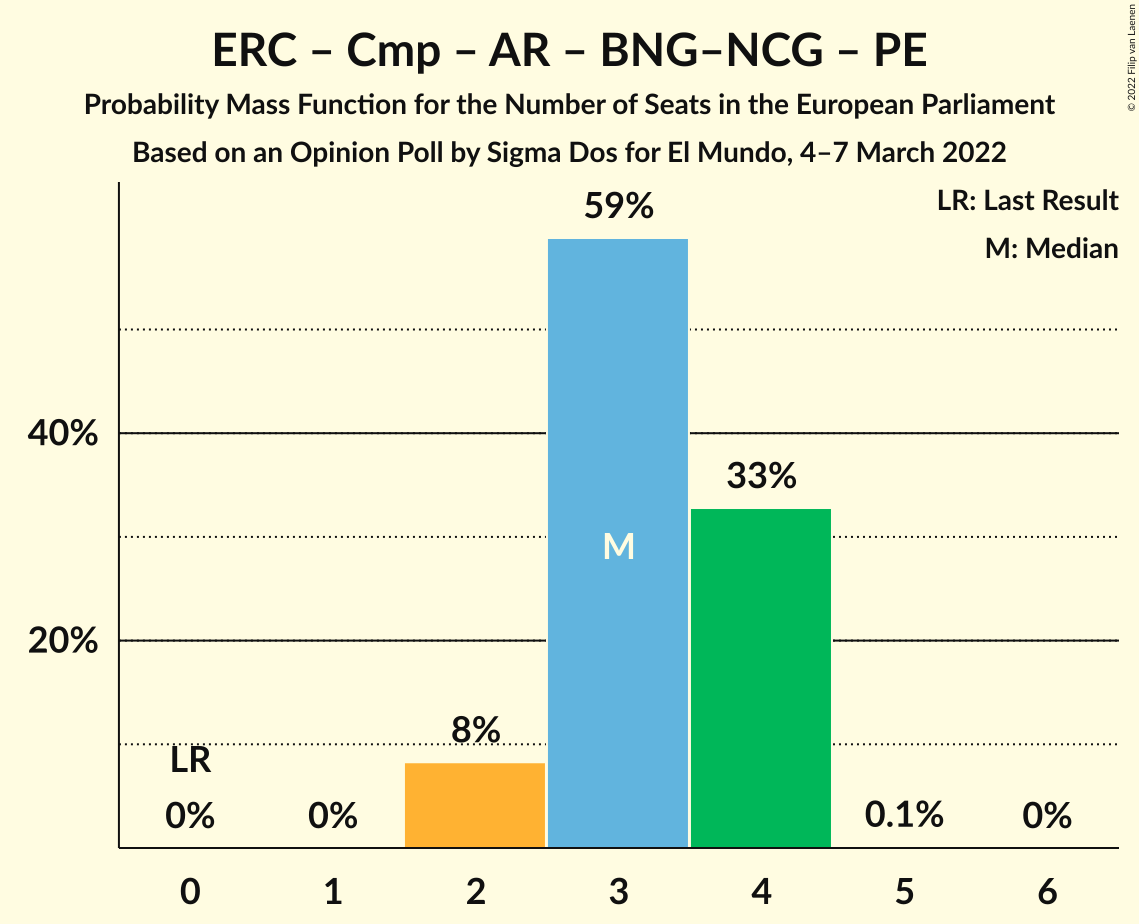 ERC – Cmp – AR – BNG–NCG – PE
Probability Mass Function for the Number of Seats in the European Parliament
Based on an Opinion Poll by Sigma Dos for El Mundo, 4–7 March 2022
© 2022 Filip van Laenen
LR: Last Result
M: Median
59%
40%
33%
M
20%
8%
LR
0%
0%
0.1%
0%
0
1
2
3
4
5
6